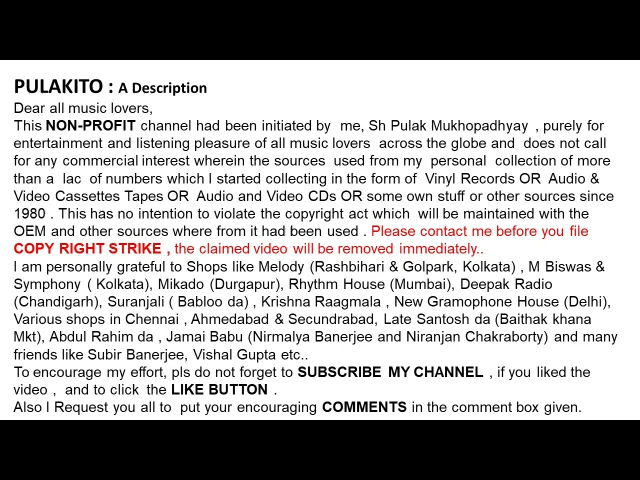 PULAKITO : A Description
Dear all music lovers,
This NON-PROFIT channel had been initiated by me, Sh Pulak Mukhopadhyay , purely for
entertainment and listening pleasure of all music lovers across the globe and does not call
for any commercial interest wherein the sources used from my personal collection of more
than a lac of numbers which I started collecting in the form of Vinyl Records OR Audio &
Video Cassettes Tapes OR Audio and Video CDs OR some own stuff or other sources since
1980 . This has no intention to violate the copyright act which will be maintained with the
OEM and other sources where from it had been used . Please contact me before you file
COPY RIGHT STRIKE , the claimed video will be removed immediately..
I am personally grateful to Shops like Melody (Rashbihari & Golpark, Kolkata) , M Biswas &
Symphony ( Kolkata), Mikado (Durgapur), Rhythm House (Mumbai), Deepak Radio
(Chandigarh), Suranjali ( Babloo da) , Krishna Raagmala , New Gramophone House (Delhi),
Various shops in Chennai , Ahmedabad & Secundrabad, Late Santosh da (Baithak khana
Mkt), Abdul Rahim da , Jamai Babu (Nirmalya Banerjee and Niranjan Chakraborty) and many
friends like Subir Banerjee, Vishal Gupta etc..
To encourage my effort, pls do not forget to SUBSCRIBE MY CHANNEL , if you liked the
video , and to click the LIKE BUTTON .
Also I Request you all to put your encouraging COMMENTS in the comment box given.